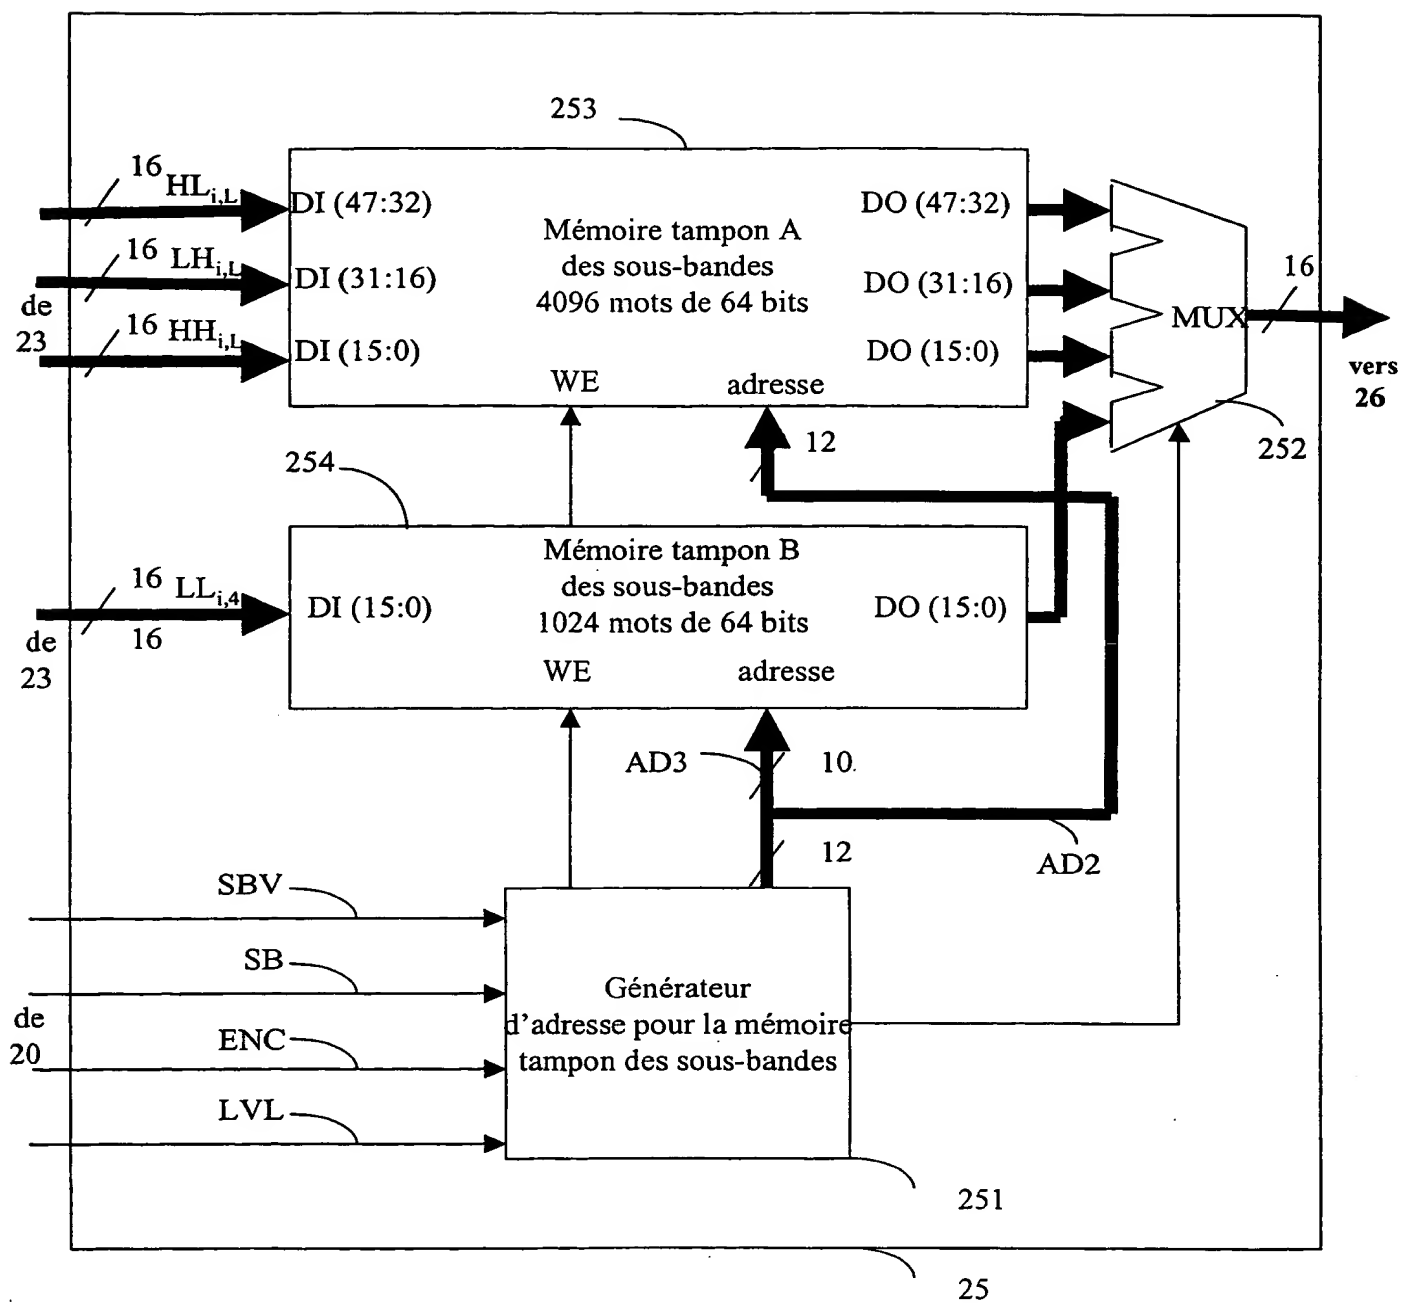 253
16
HLi,L
DI (47:32)
DO (47:32)
Mémoire tampon A
des sous-bandes
4096 mots de 64 bits
16
LHi,L
DI (31:16)
DO (31:16)
16
MUX
de
23
16
HHi,L
DI (15:0)
DO (15:0)
vers
26
WE
adresse
12
252
254
Mémoire tampon B
des sous-bandes
1024 mots de 64 bits
16
LLi,4
16
DI (15:0)
DO (15:0)
de
23
WE
adresse
AD3
10
12
AD2
SBV
SB
de
20
ENC
LVL
Générateur
d'adresse pour la mémoire
tampon des sous-bandes
251
25